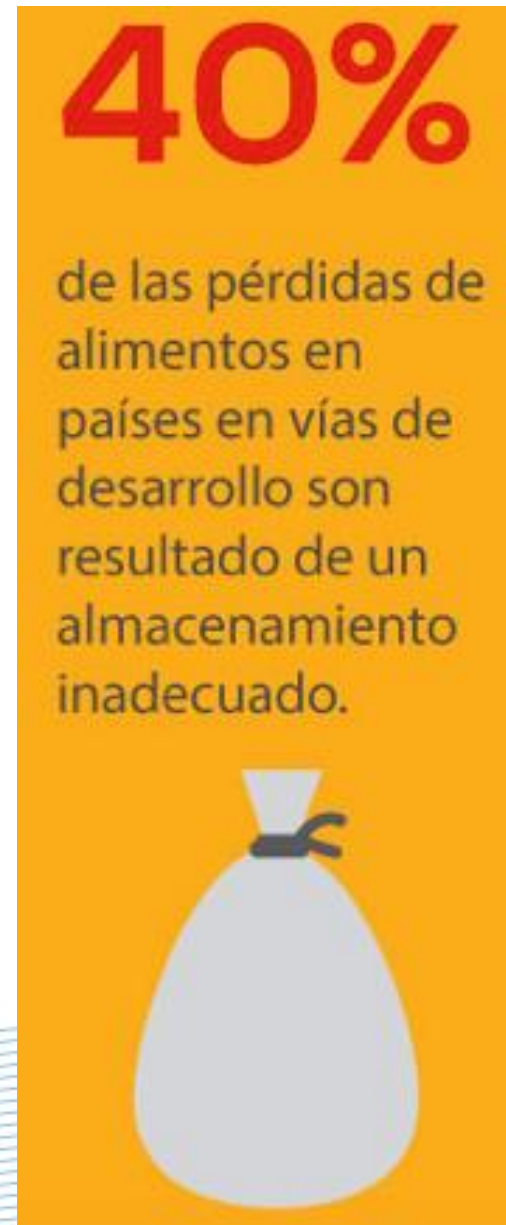 40%
de las pérdidas de
alimentos en
países en vías de
desarrollo son
resultado de un
almacenamiento
inadecuado.